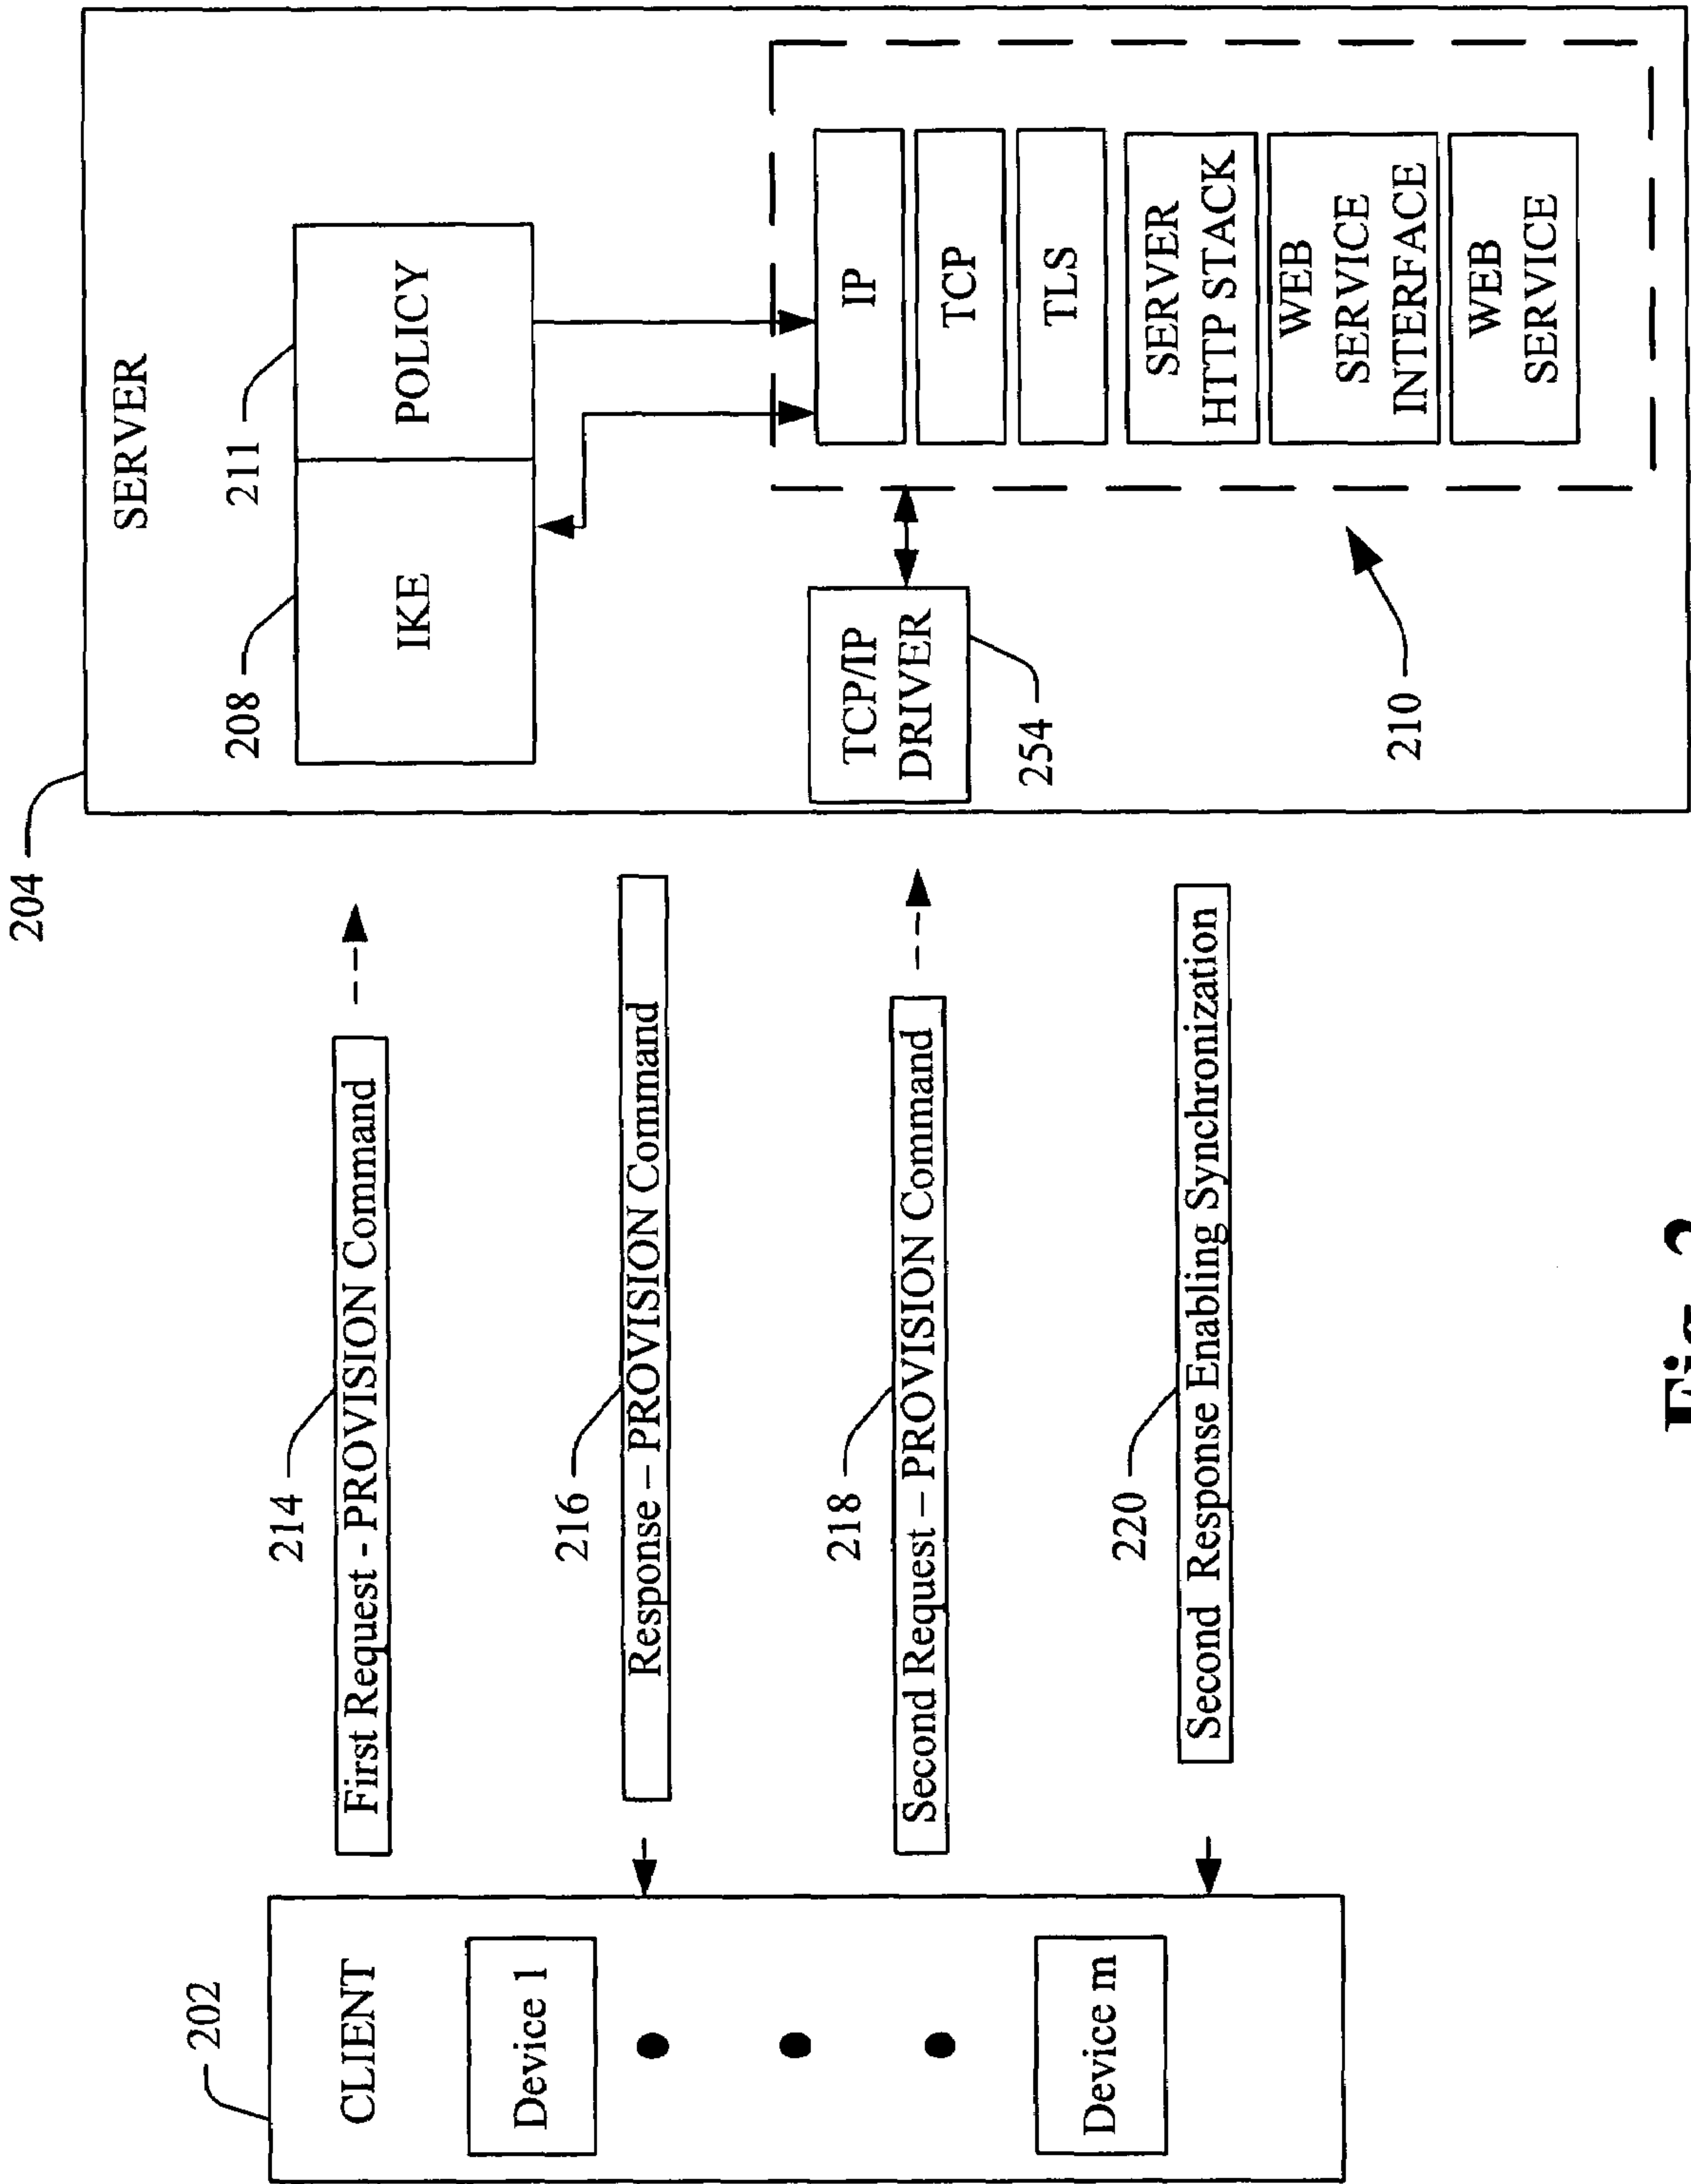 204
SERVER
208
211
IKE
POLICY
TCP/IP
DRIVER
254
IP
TCP
TLS
SERVER
HTTP STACK
WEB
SERVICE
INTERFACE
WEB
SERVICE
210
202
CLIENT
Device 1
Device m
214
First Request - PROVISION Command
216
Response – PROVISION Command
218
Second Request – PROVISION Command
220
Second Response Enabling Synchronization